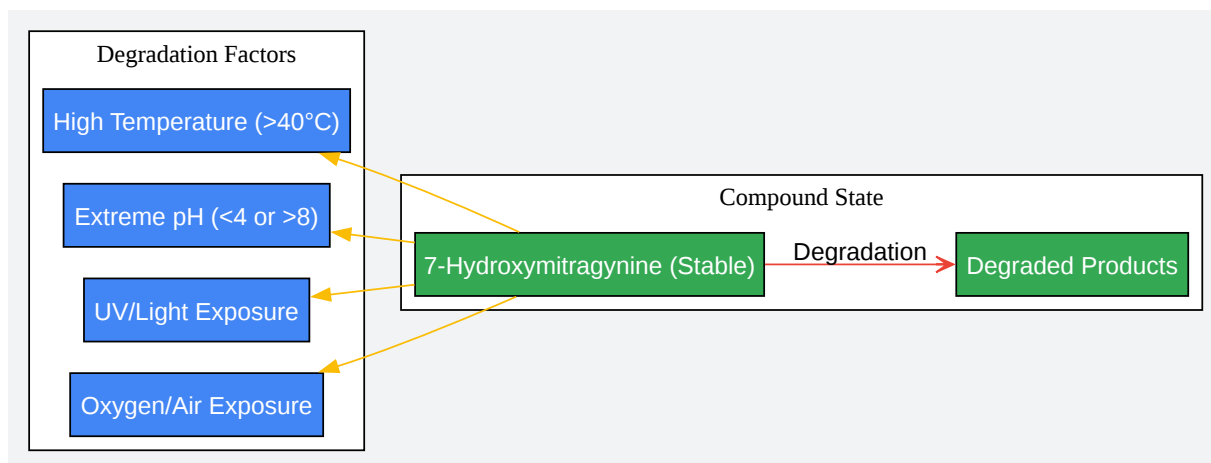 Degradation Factors
High Temperature (>40°C)
Extreme pH (<4 or >8)
UV/Light Exposure
Oxygen/Air Exposure
Compound State
7-Hydroxymitragynine (Stable)
Degradation
Degraded Products